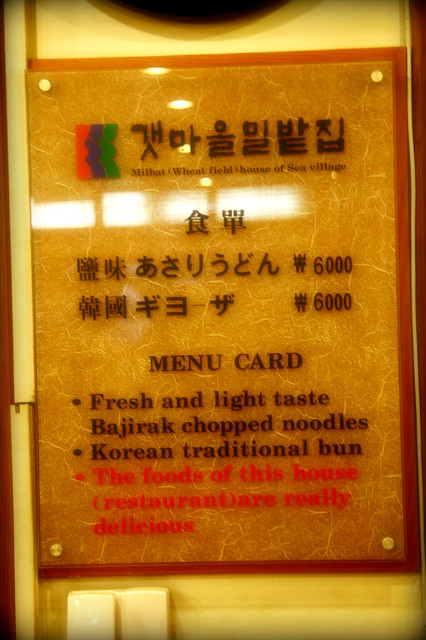 갯마을밀밭집
Milbat (Wheat field) house of Sea village
食單
鹽味 あさりうどん ₩ 6000
韓國 ギヨーザ ₩ 6000
MENU CARD
• Fresh and light taste
Bajirak chopped noodles
• Korean traditional bun
• The foods of this house
(restaurant)are really
delicious